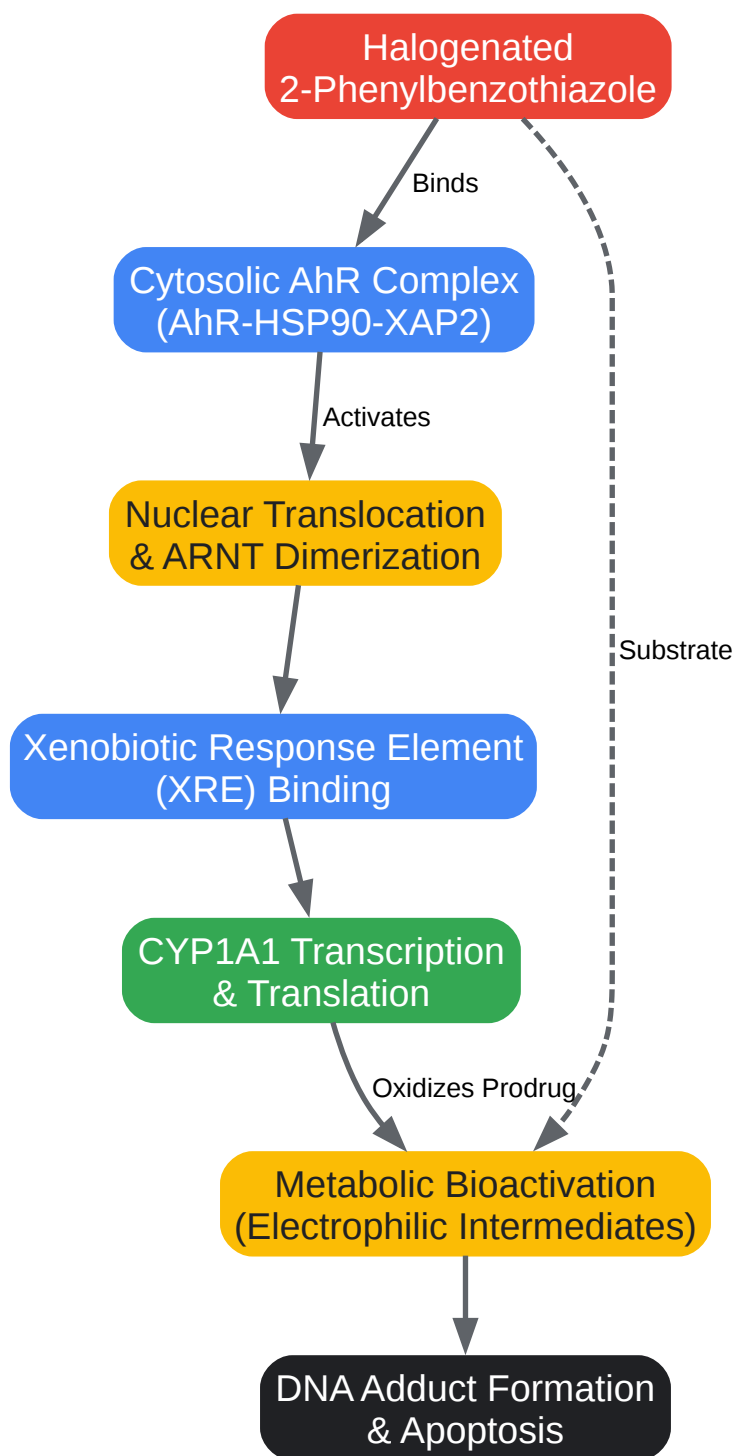 Halogenated
2-Phenylbenzothiazole
Binds
Cytosolic AhR Complex
(AhR-HSP90-XAP2)
Activates
Nuclear Translocation
& ARNT Dimerization
Substrate
Xenobiotic Response Element
(XRE) Binding
CYP1A1 Transcription
& Translation
Oxidizes Prodrug
Metabolic Bioactivation
(Electrophilic Intermediates)
DNA Adduct Formation
& Apoptosis